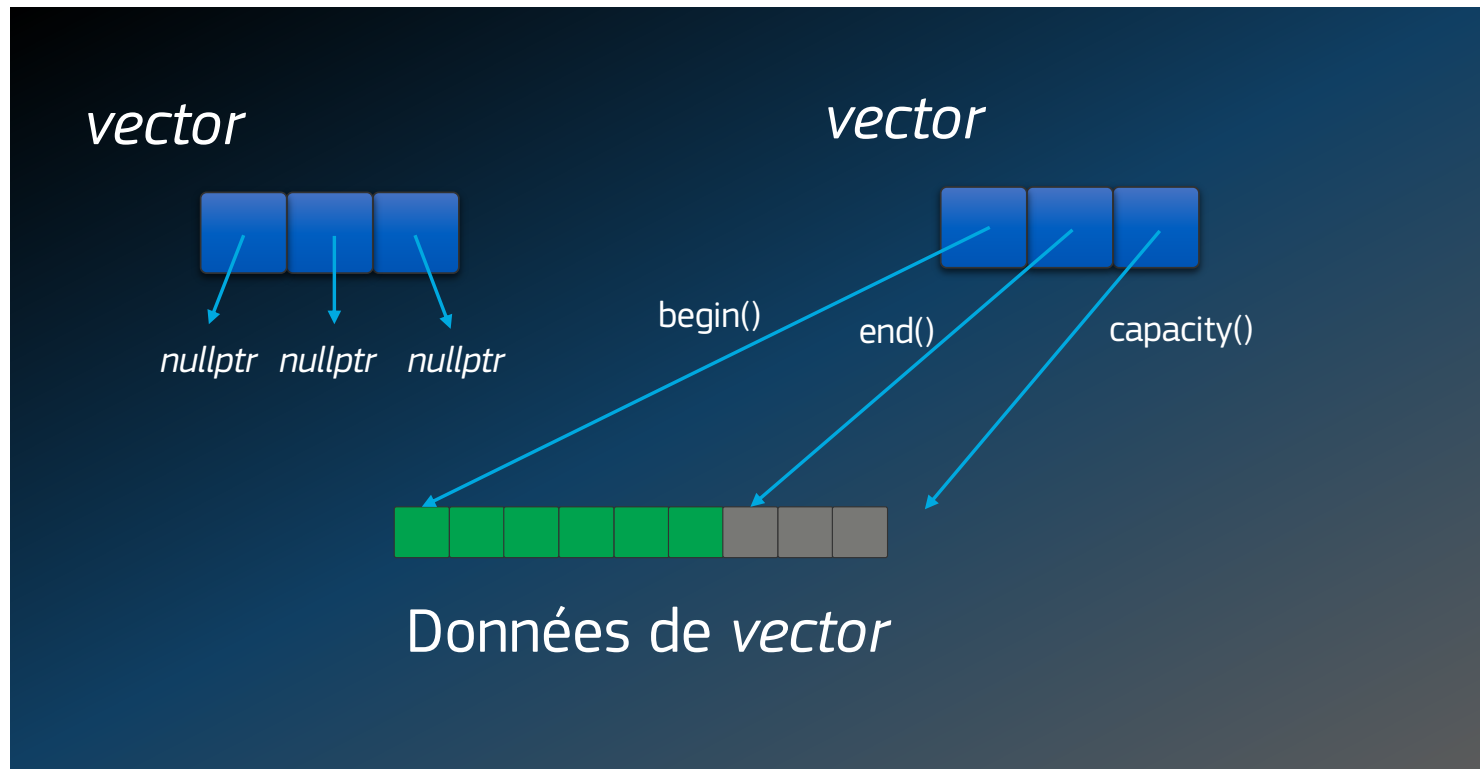 vector
vector
begin()
end()
capacity()
nullptr nullptr nullptr
Données de vector